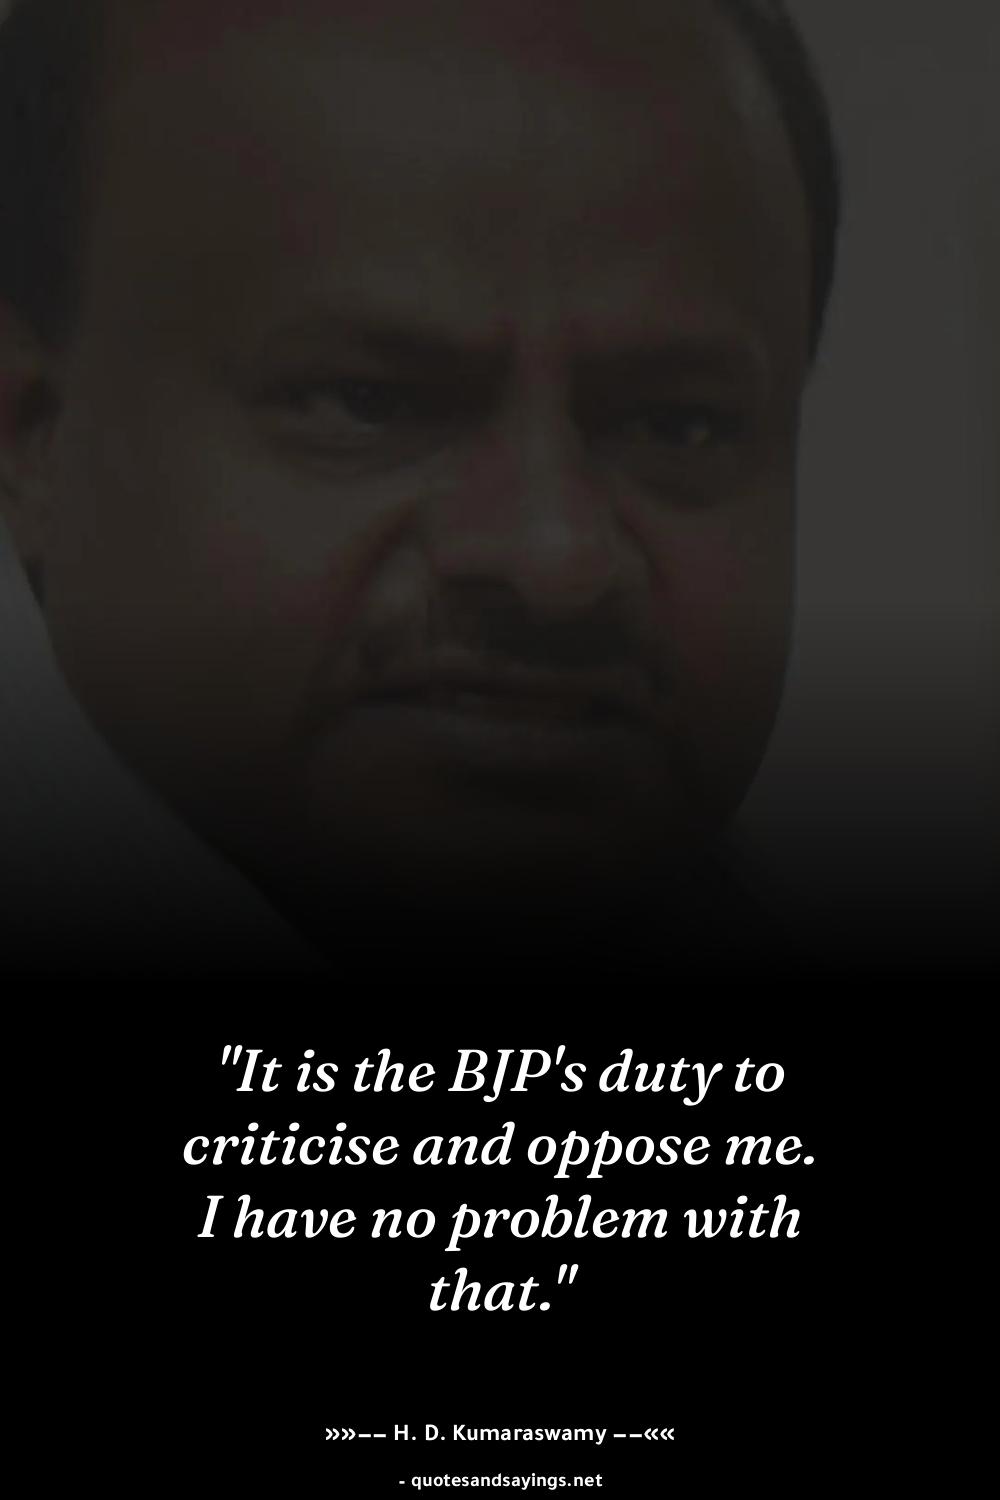 "It is the BJP's duty to
criticise and oppose me.
I have no problem with
that."
»»−− H. D. Kumaraswamy −−««
- quotesandsayings.net